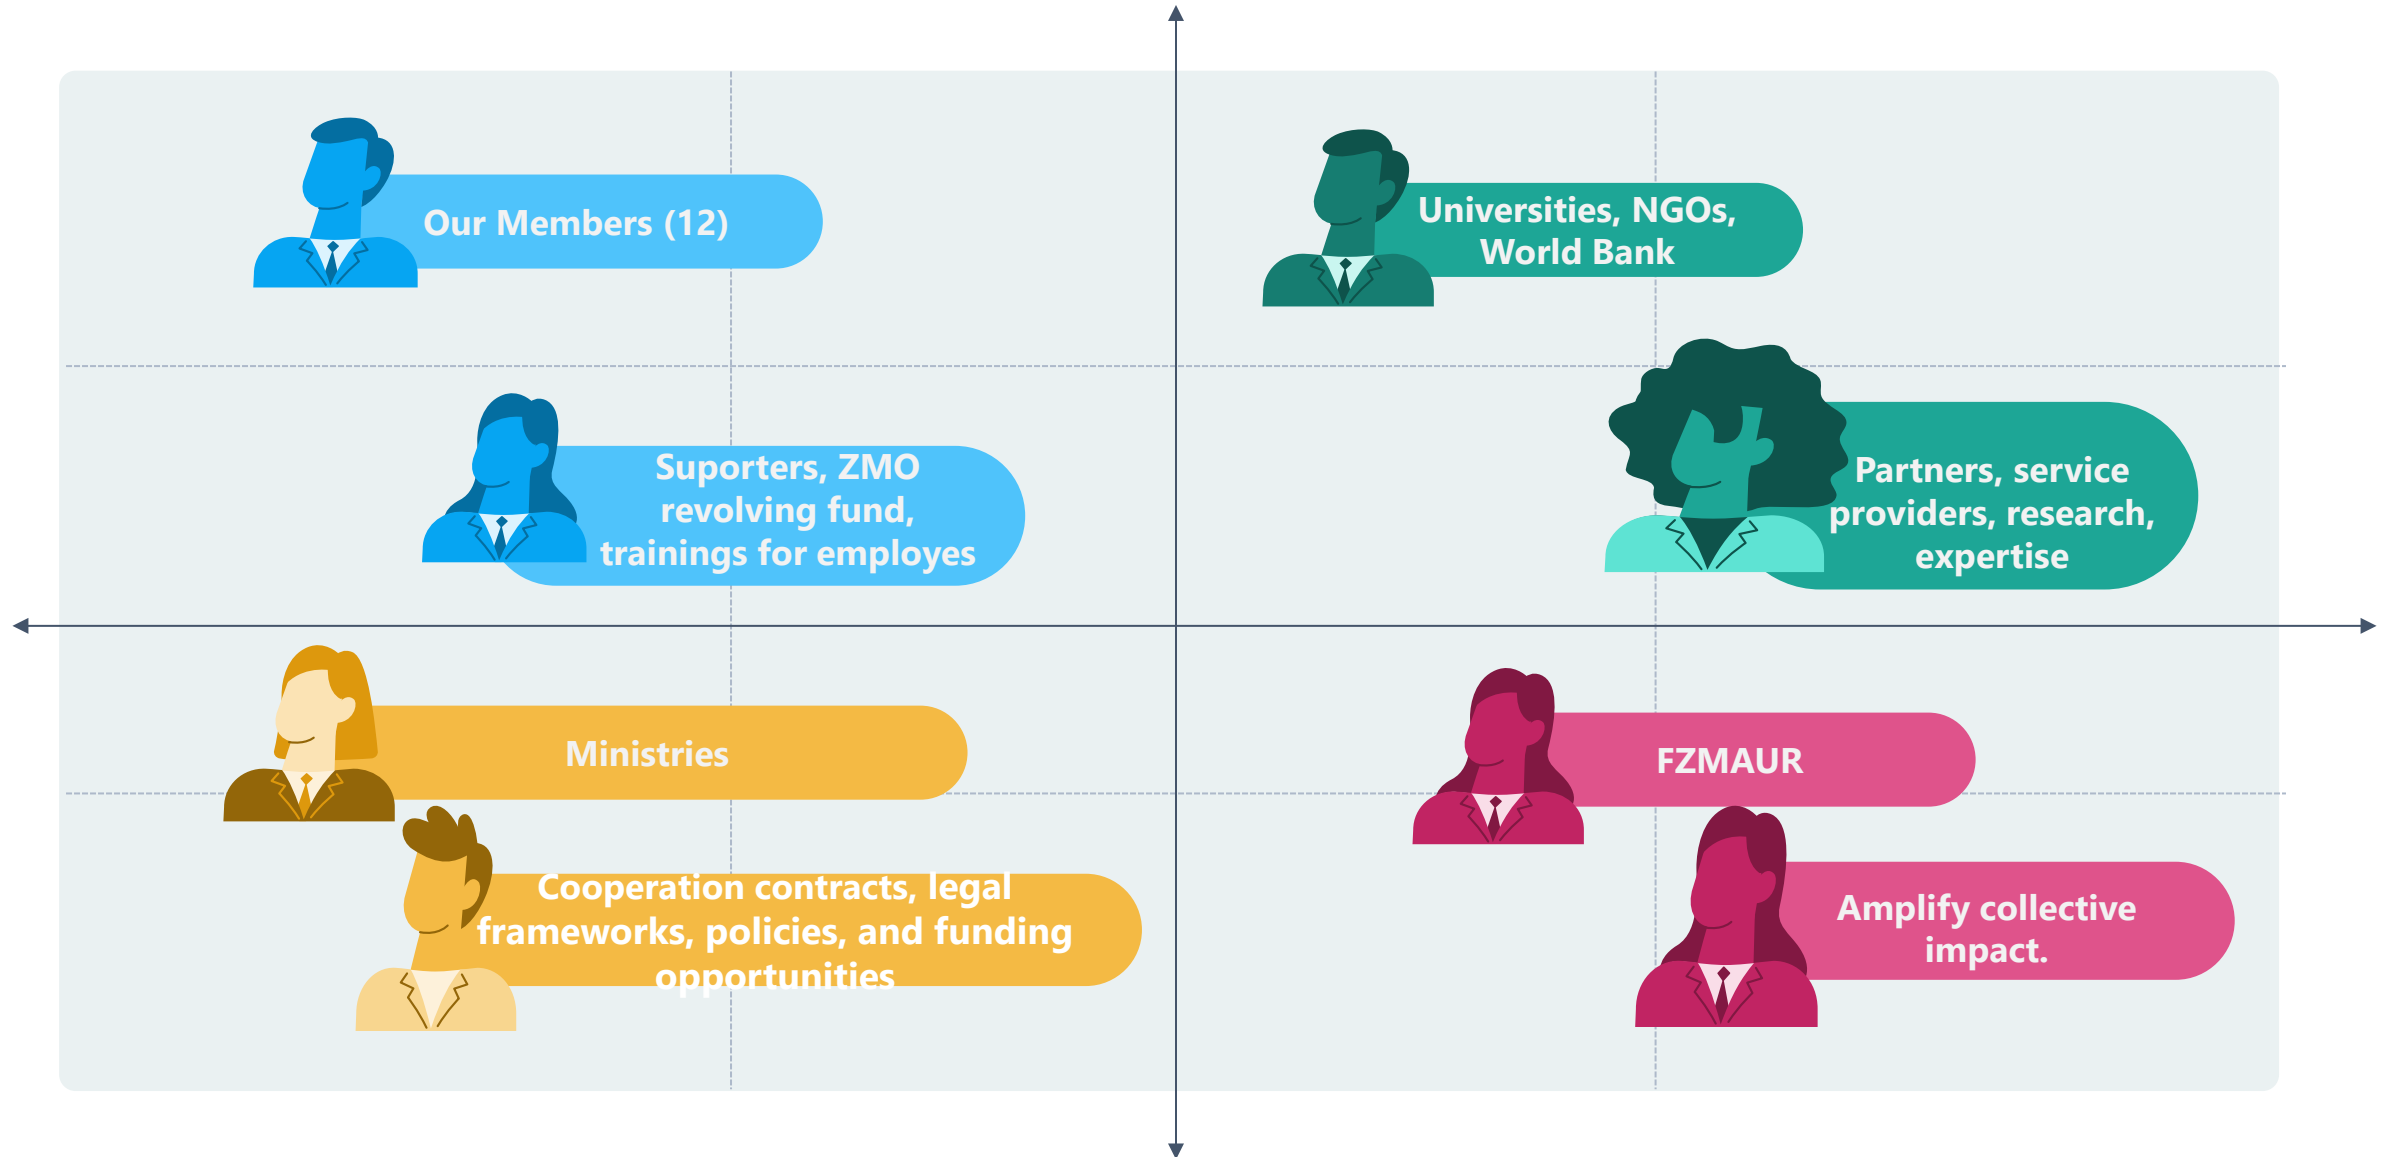 Our Members (12)
Universities, NGOs,
World Bank
Suporters, ZMO
revolving fund,
trainings for employes
Partners, service
providers, research,
expertise
Ministries
FZMAUR
Cooperation contracts, legal
frameworks, policies, and funding
opportunities
Amplify collective
impact.